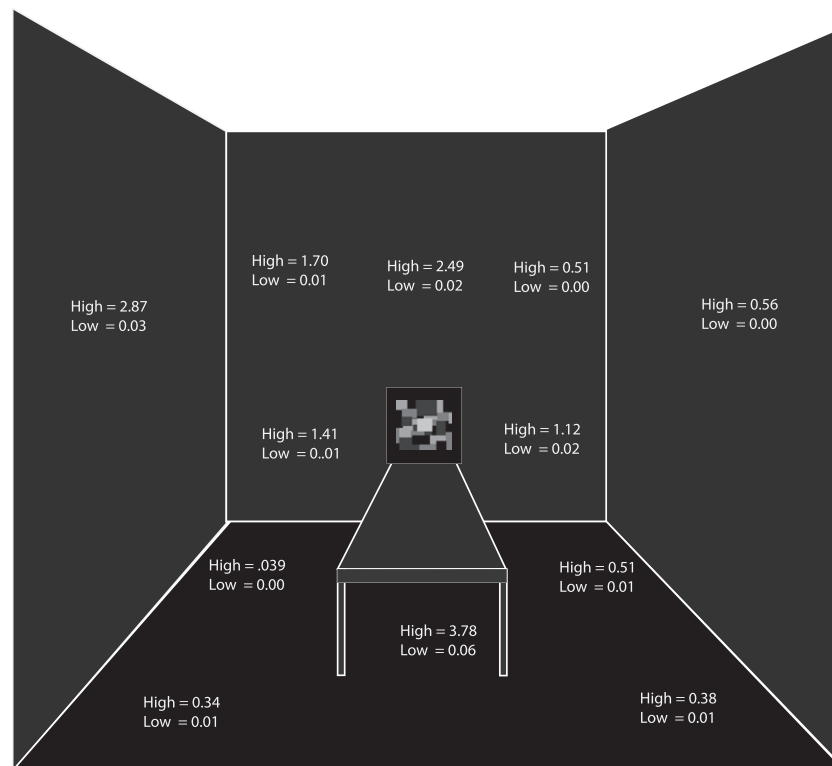 High = 1.70
Low = 0.01
High = 2.49
Low = 0.02
High = 0.51
Low = 0.00
High = 2.87
Low = 0.03
High = 0.56
Low = 0.00
High = 1.41
Low = 0..01
High = 1.12
Low = 0.02
High = .039
Low = 0.00
High = 0.51
Low = 0.01
High = 3.78
Low = 0.06
High = 0.34
Low = 0.01
High = 0.38
Low = 0.01